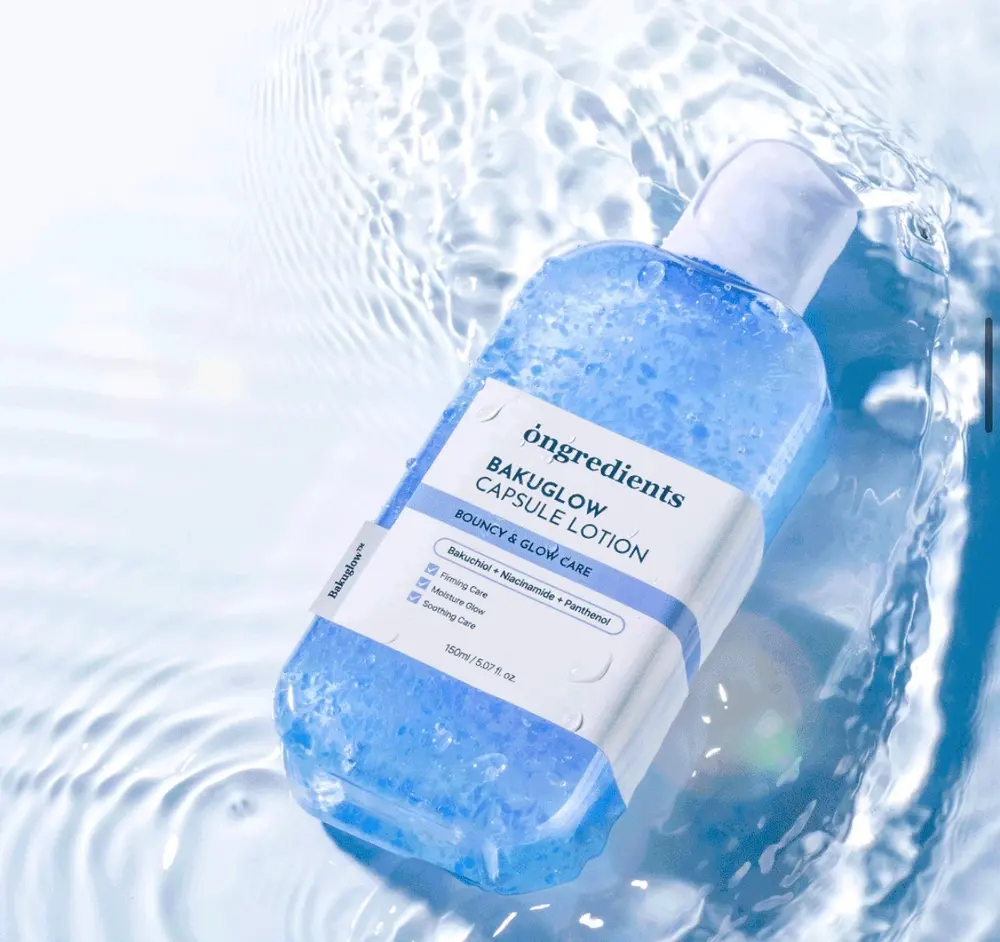 öngredients
BAKUGLOW
CAPSULE LOTION
BOUNCY & GLOW CARE
Bakuchiol + Niacinamide + Panthenol
Firming Care
Moisture Glow
Soothing Care
150ml / 5.07 fl. oz.
Bakuglow™